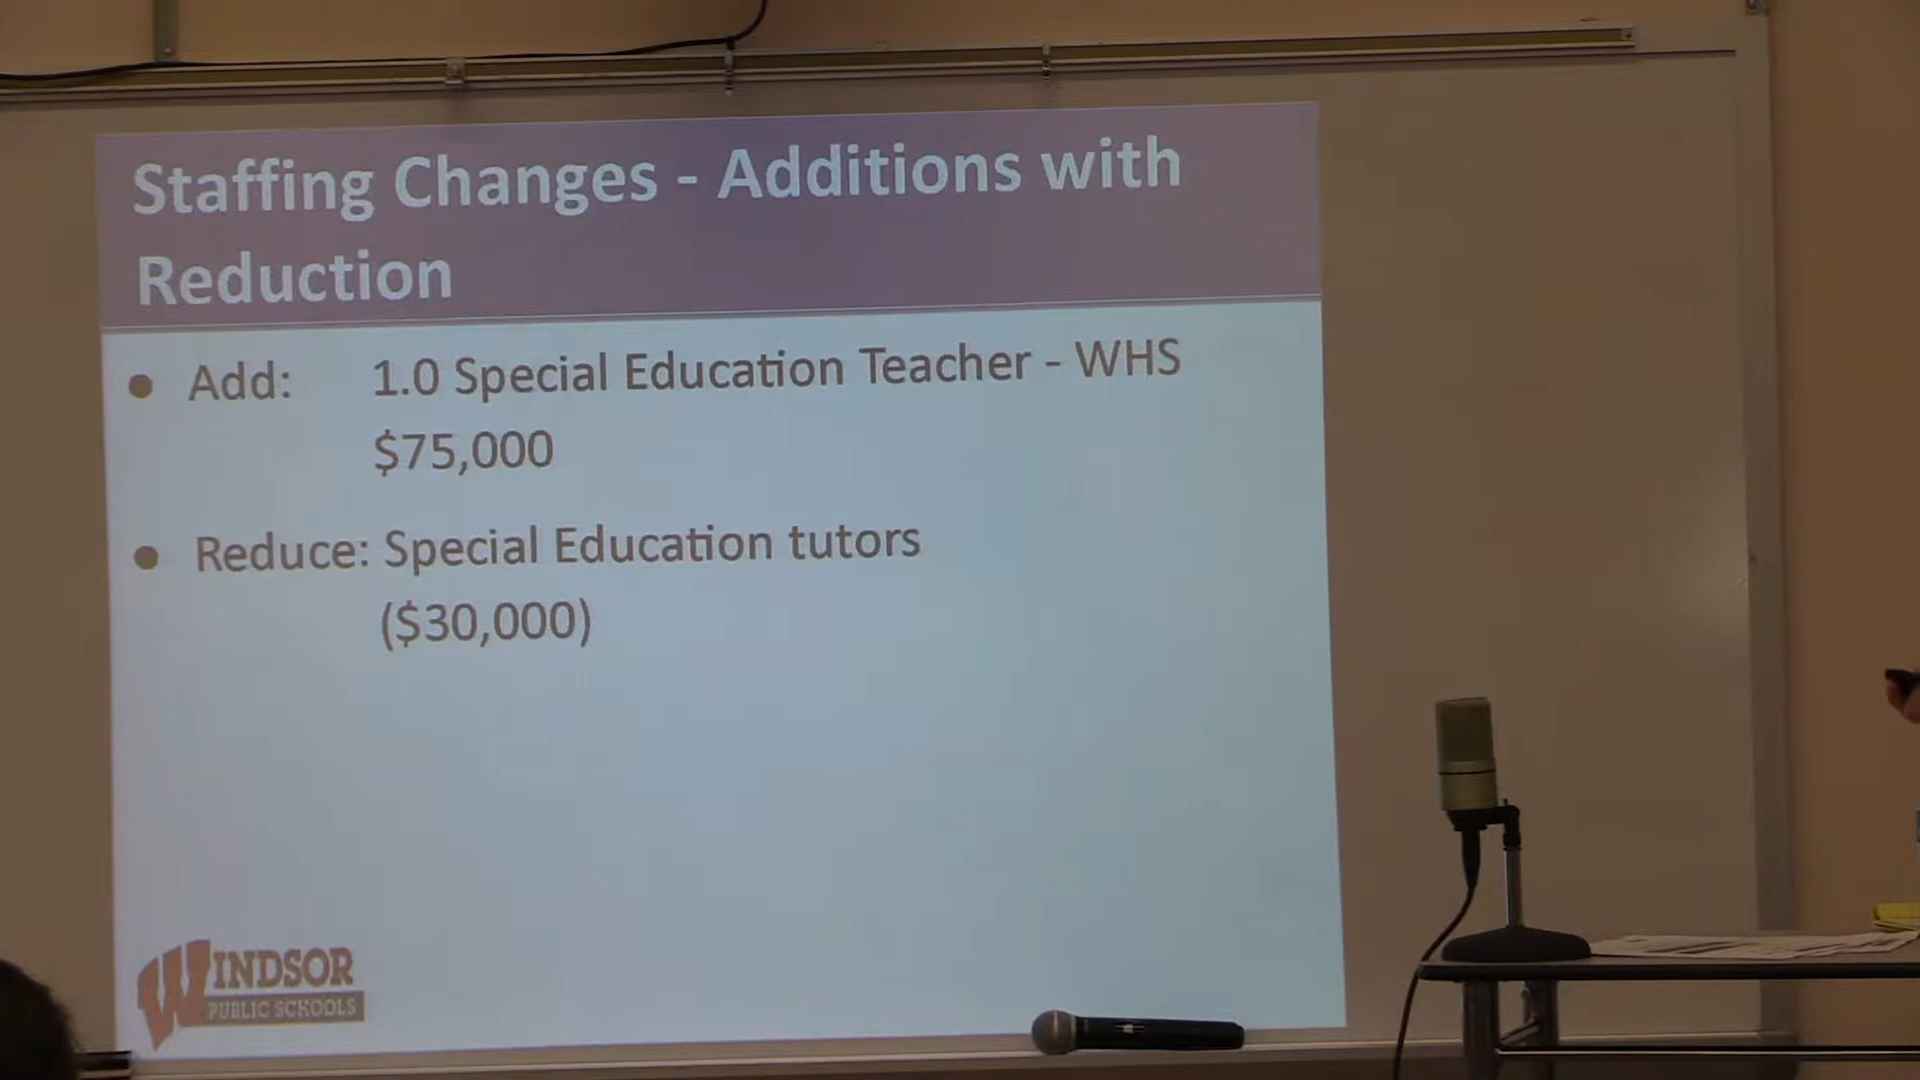 Staffing Changes - Additions with
Reduction
● Add: 1.0 Special Education Teacher - WHS
$75,000
● Reduce: Special Education tutors
($30,000)
WINDSOR
PUBLIC SCHOOLS